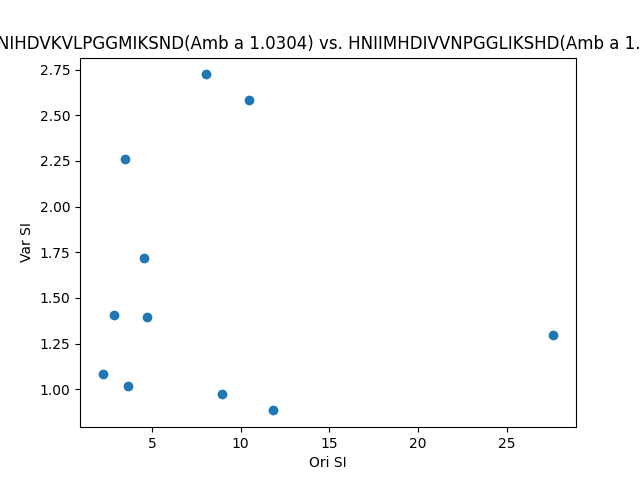 NIHDVKVLPGGMIKSND(Amb a 1.0304) vs. HNIIMHDIVVNPGGLIKSHD(Amb a 1.
2.75
2.50
2.25
2.00
1.75
1.50
1.25
1.00
Var SI
5 10 15 20 25
Ori SI